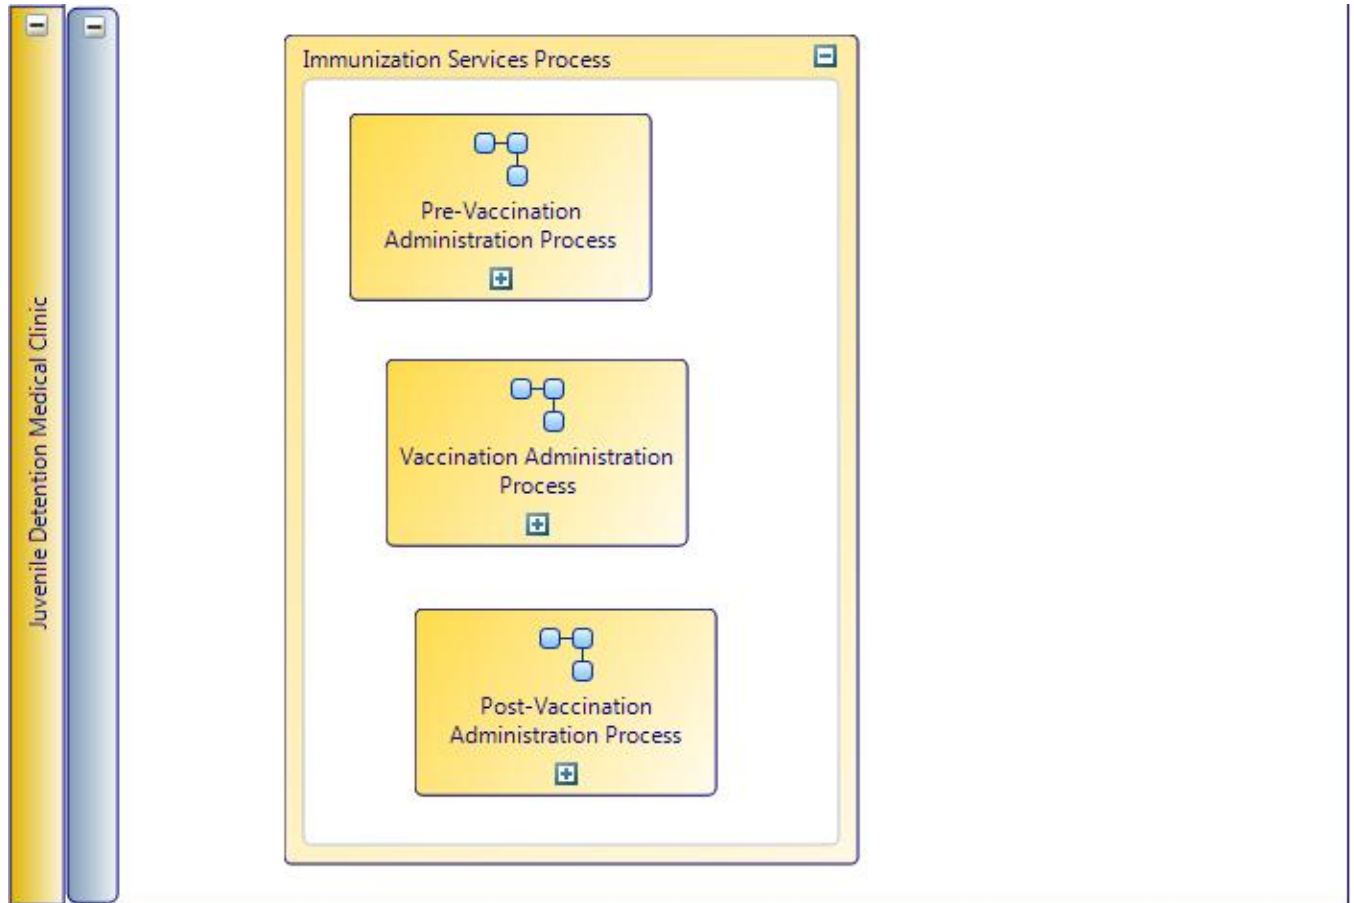 Juvenile Detention Medical Clinic
Immunization Services Process
Pre-Vaccination
Administration Process
Vaccination Administration
Process
Post-Vaccination
Administration Process